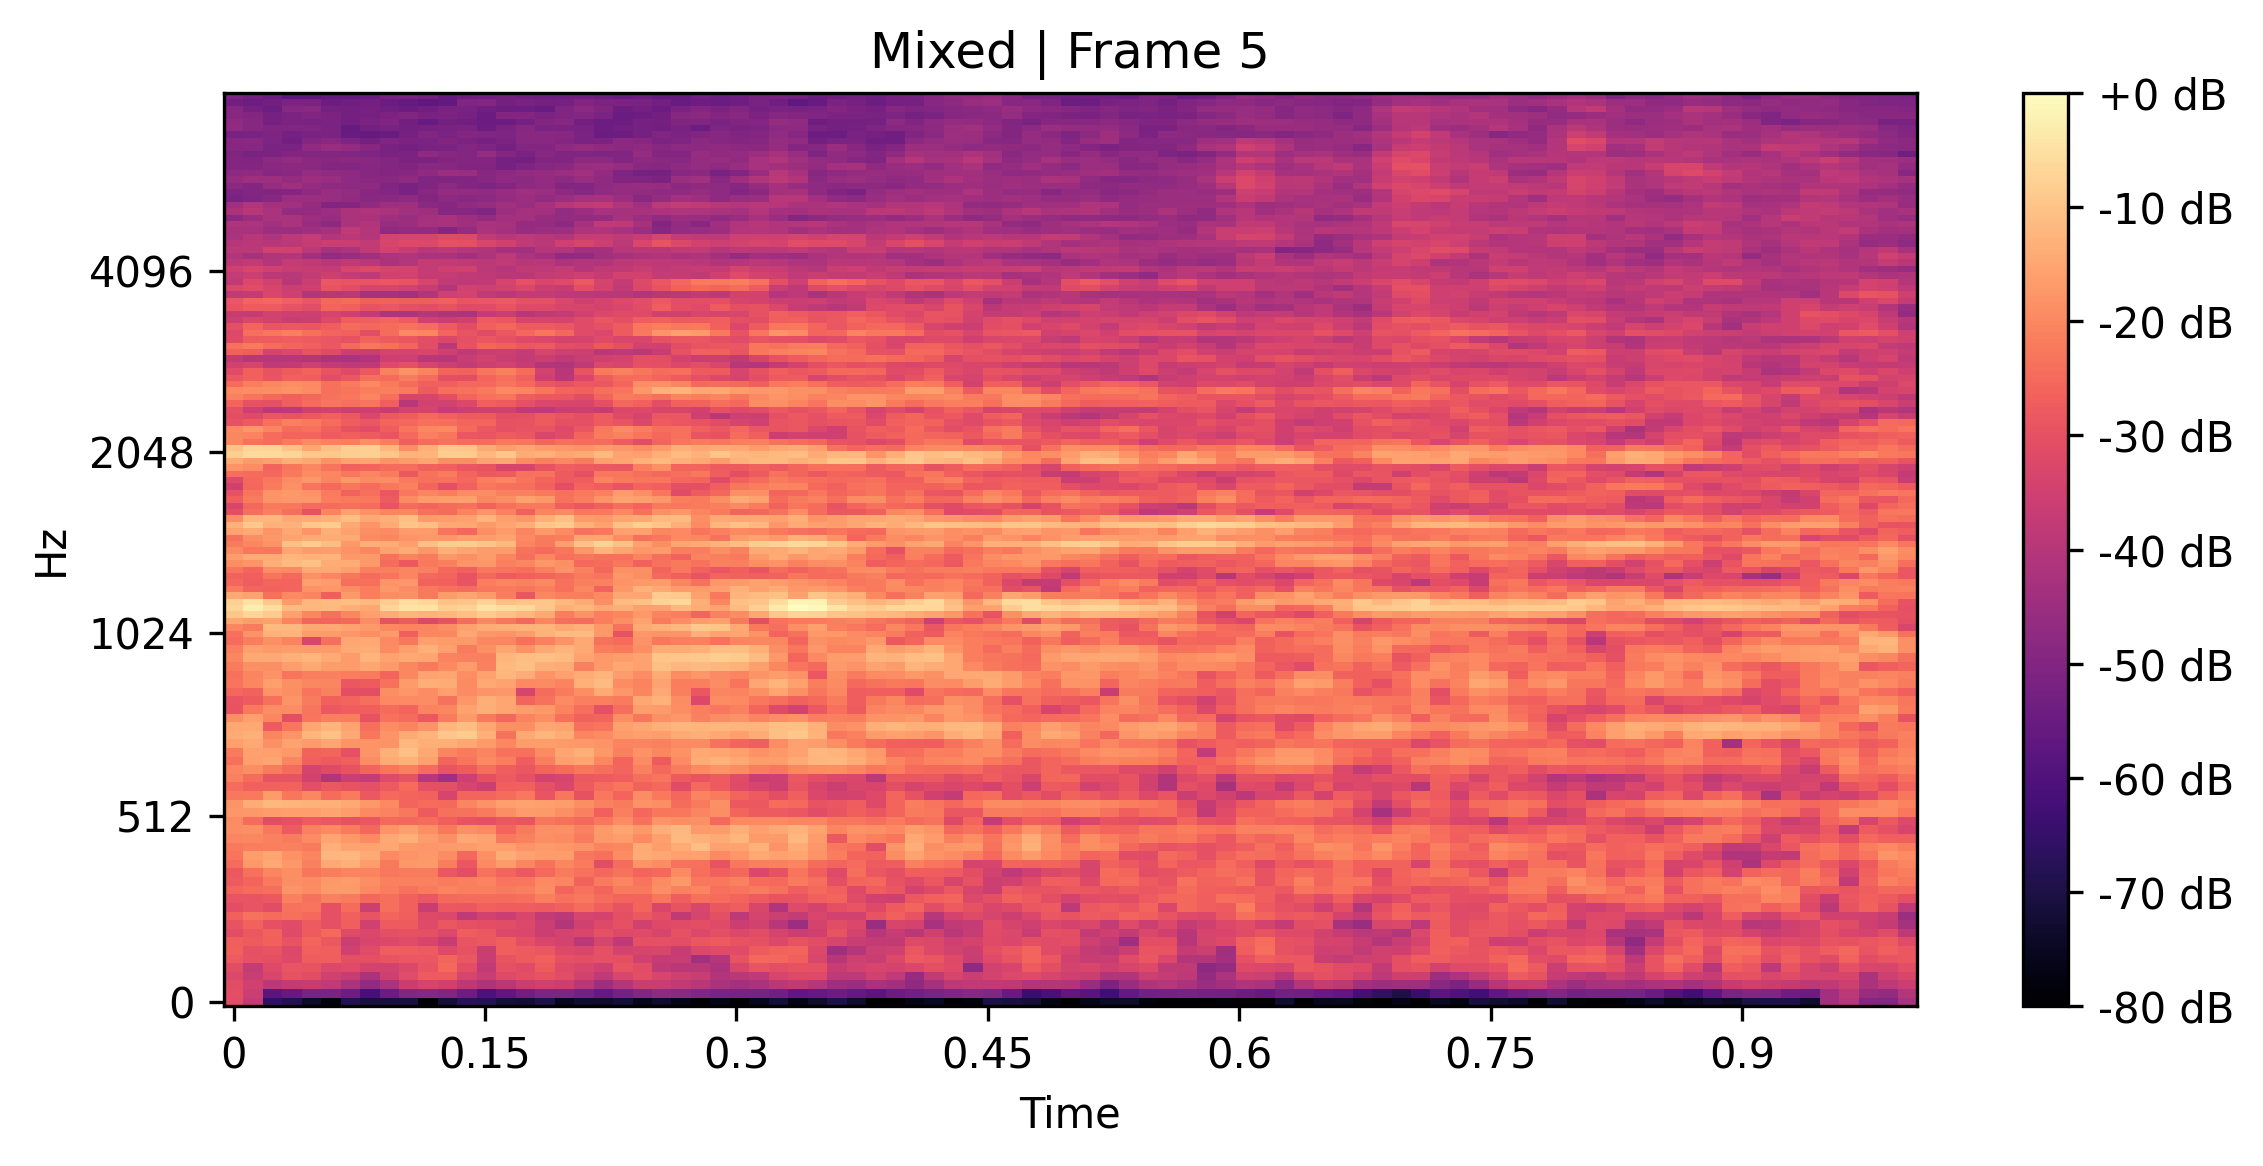 Mixed | Frame 5
+0 dB
-10 dB
-20 dB
-30 dB
-40 dB
-50 dB
-60 dB
-70 dB
-80 dB
Hz
4096
2048
1024
512
0
0 0.15 0.3 0.45 0.6 0.75 0.9
Time